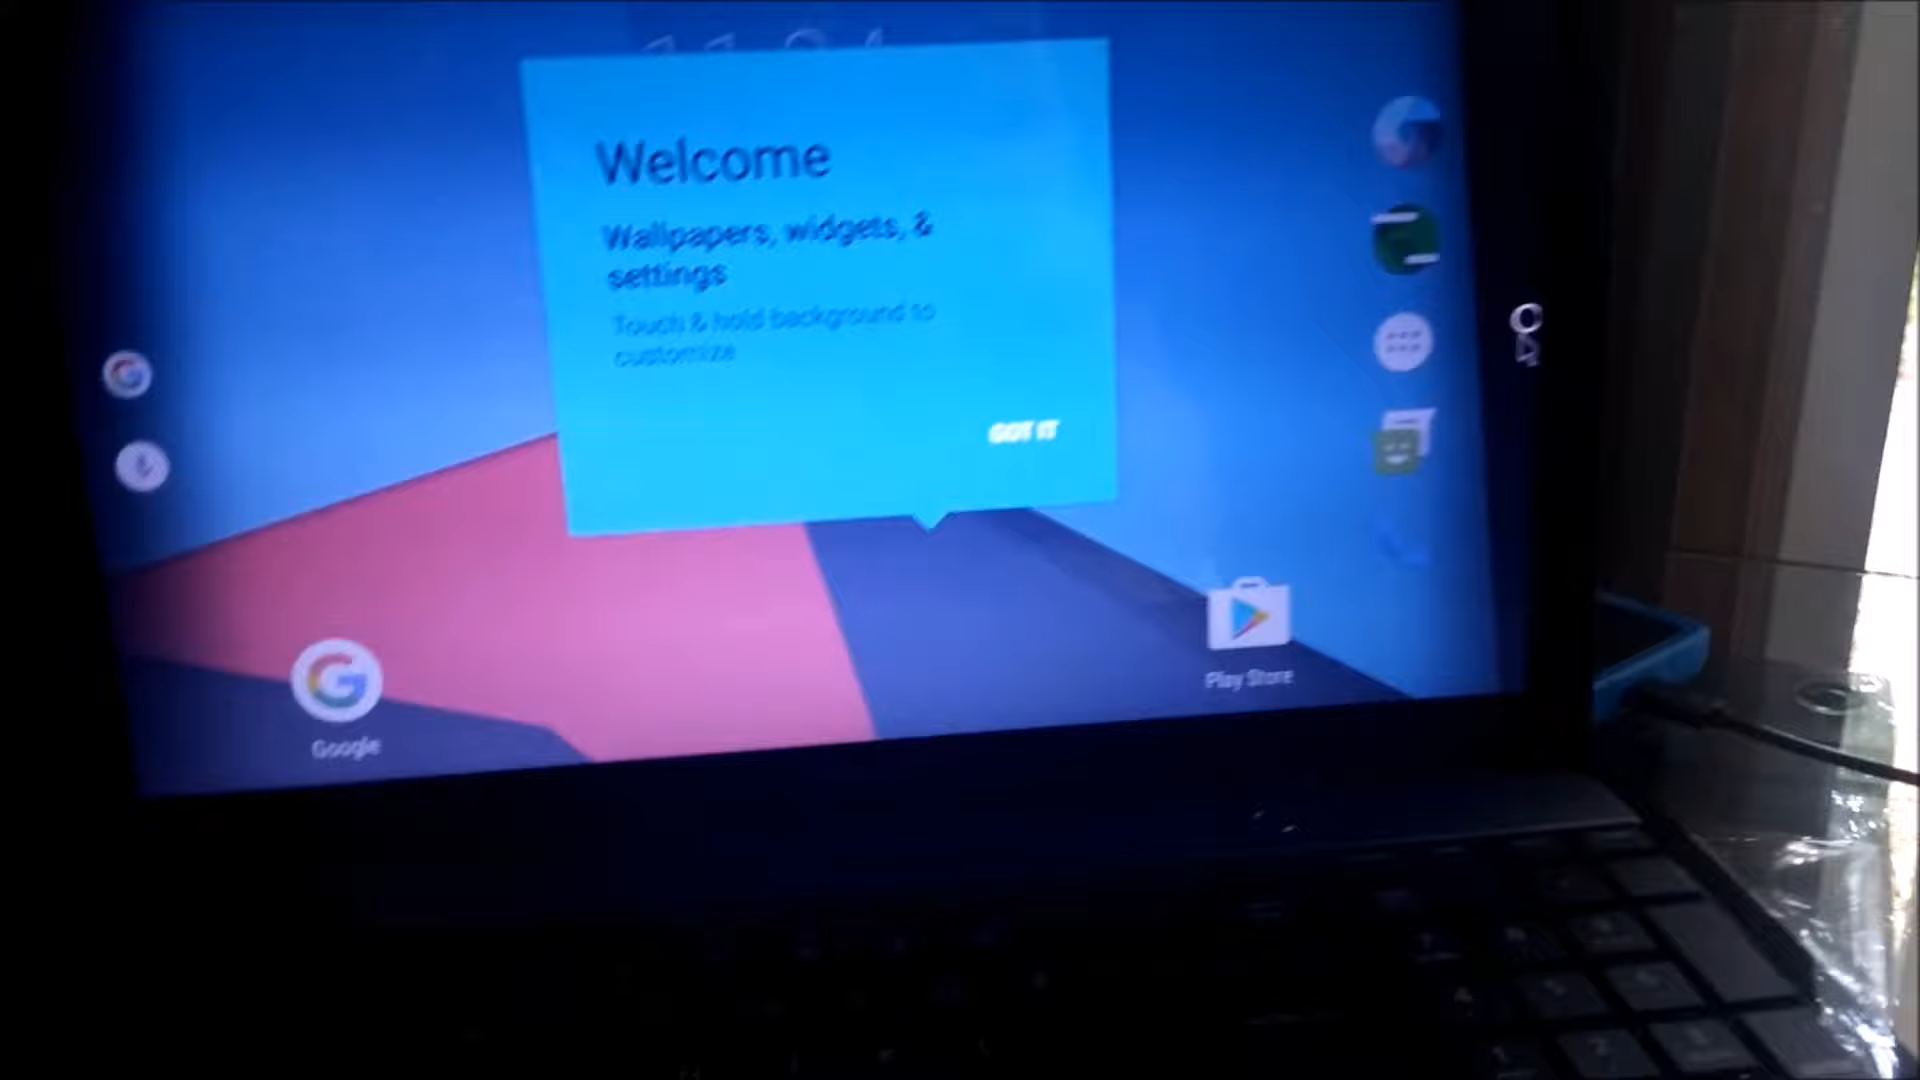 Welcome
Wallpapers, widgets, &
settings
Touch & hold background to
customize
GOT IT
Play Store
Google